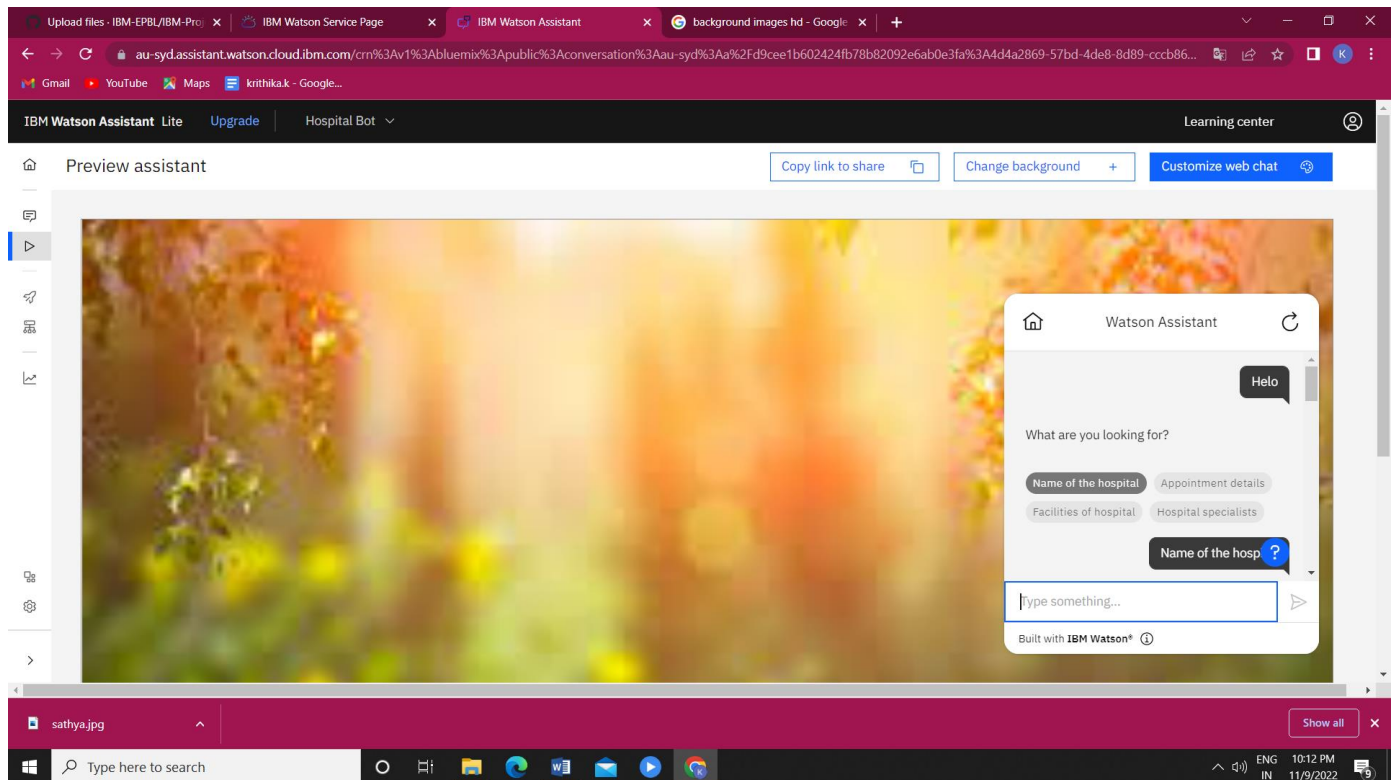 Upload files · IBM-EPBL/IBM-Proj
IBM Watson Service Page
IBM Watson Assistant
background images hd - Google
au-syd.assistant.watson.cloud.ibm.com/crn%3Av1%3Abluemix%3Apublic%3Aconversation%3Aau-syd%3Aa%2Fd9cee1b602424fb78b82092e6ab0e3fa%3A4d4a2869-57bd-4de8-8d89-cccb86...
K
Gmail
YouTube
Maps
krithika.k - Google...
IBM Watson Assistant Lite
Upgrade
Hospital Bot
Learning center
Preview assistant
Copy link to share
Change background +
Customize web chat
Watson Assistant
Helo
What are you looking for?
Name of the hospital
Appointment details
Facilities of hospital
Hospital specialists
Name of the hosp
?
Type something...
Built with IBM Watson®
sathya.jpg
Show all
Type here to search
ENG
IN
10:12 PM
11/9/2022
9